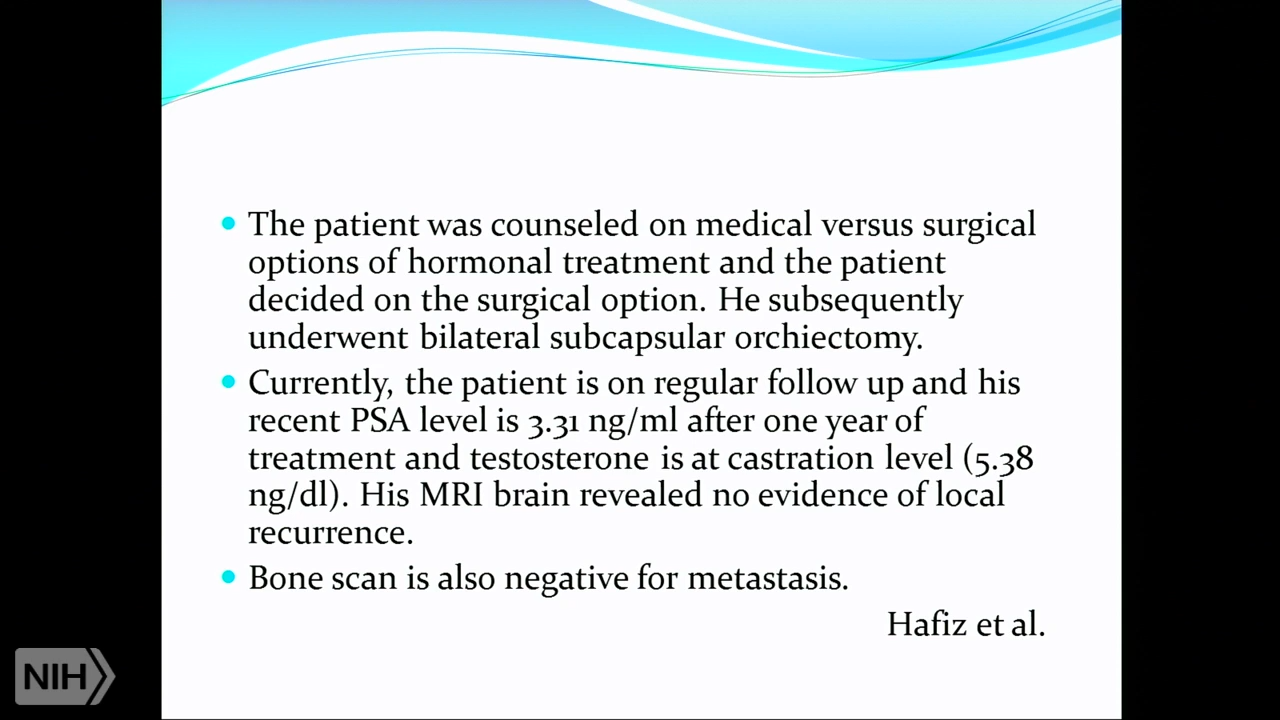 The patient was counseled on medical versus surgical
options of hormonal treatment and the patient
decided on the surgical option. He subsequently
underwent bilateral subcapsular orchiectomy.
Currently, the patient is on regular follow up and his
recent PSA level is 3.31 ng/ml after one year of
treatment and testosterone is at castration level (5.38
ng/dl). His MRI brain revealed no evidence of local
recurrence.
Bone scan is also negative for metastasis.
Hafiz et al.
NIH